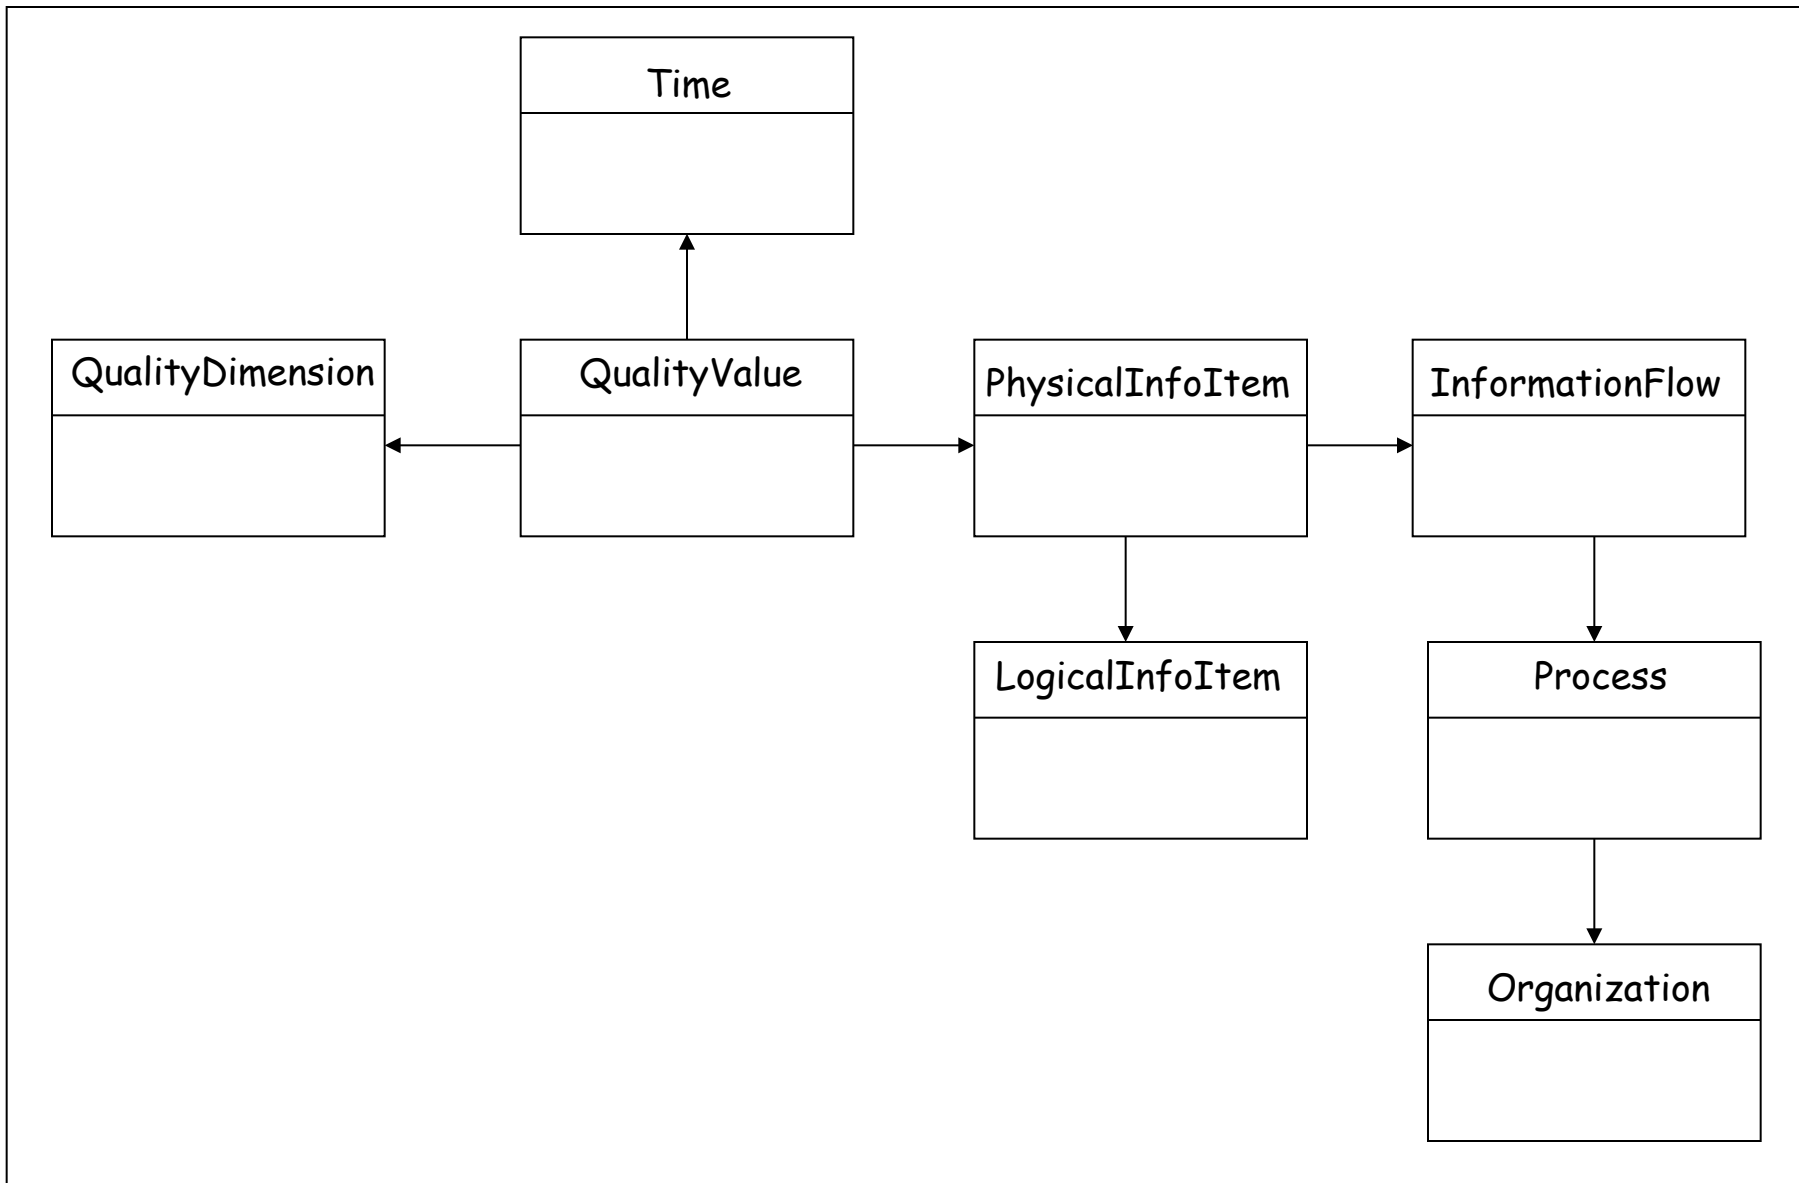 Time
QualityDimension
QualityValue
PhysicalInfoItem
InformationFlow
LogicalInfoItem
Process
Organization